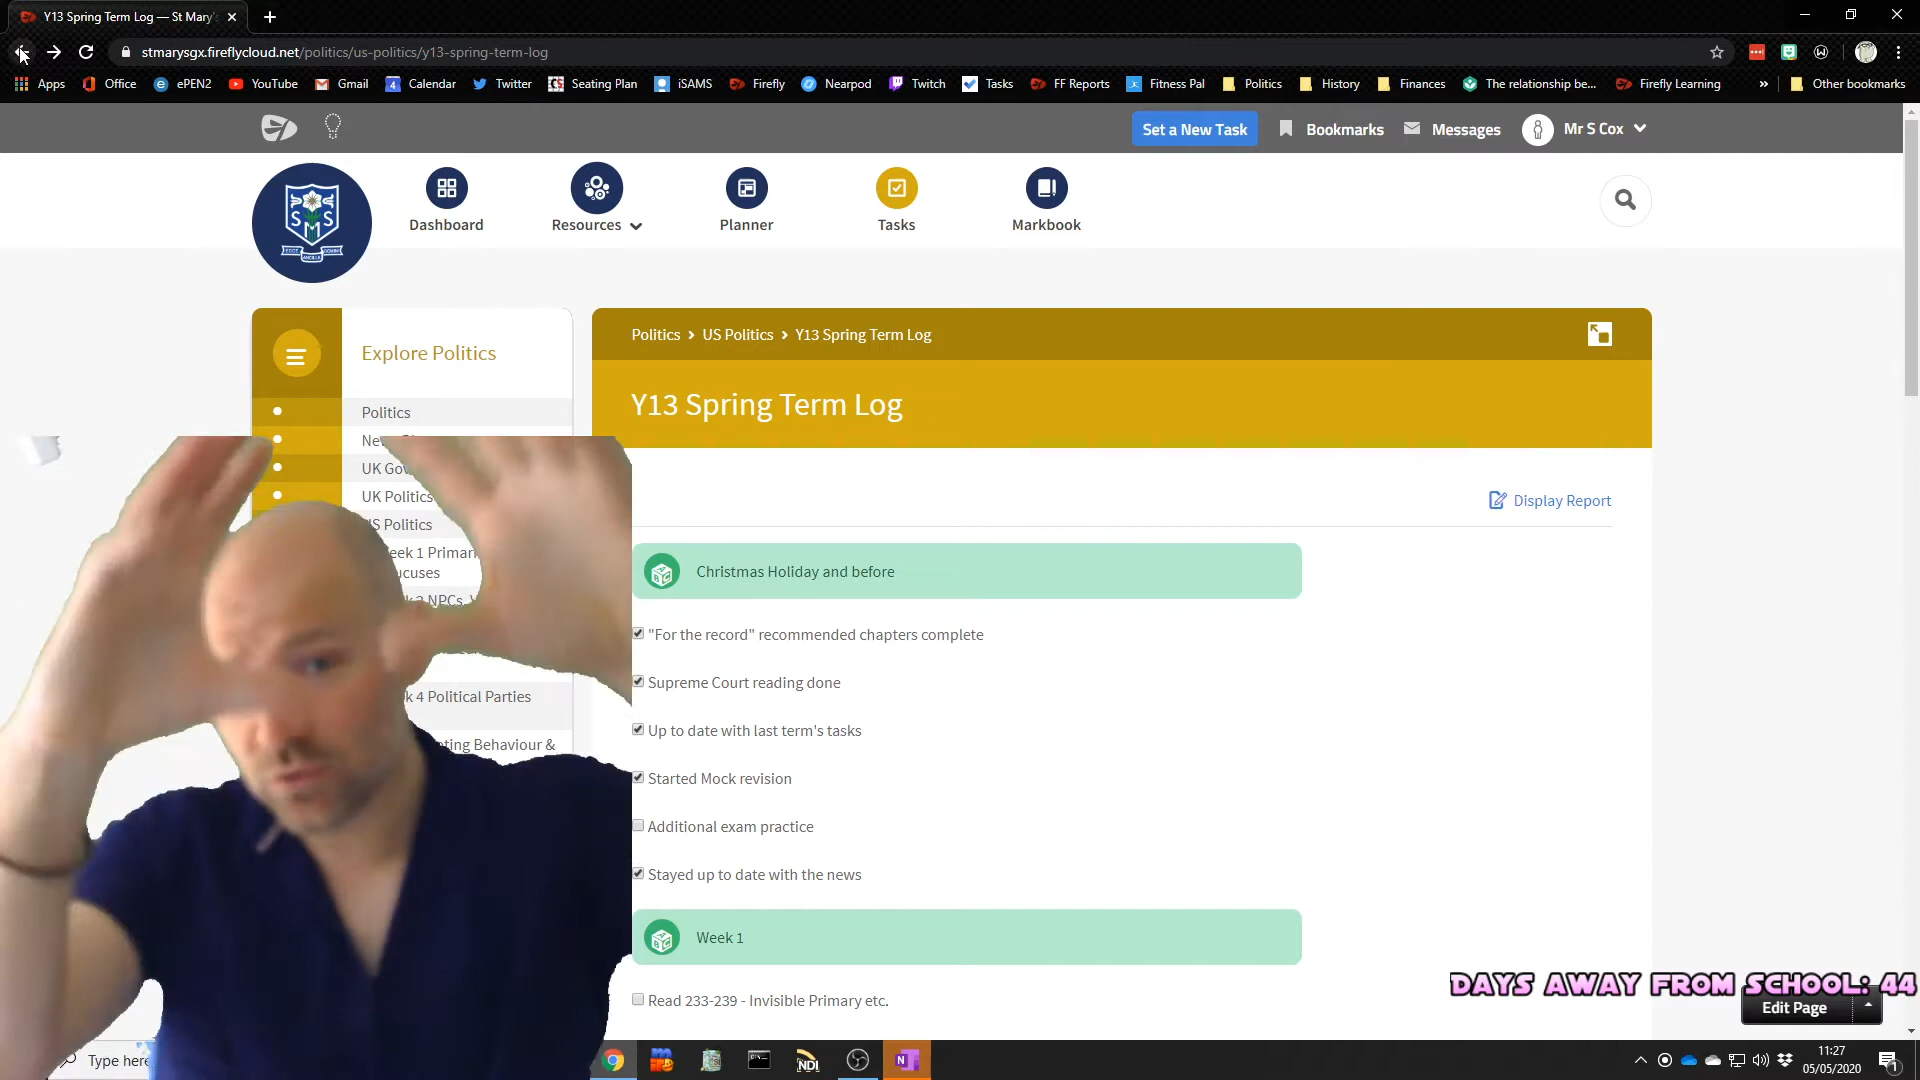 Y13 Spring Term Log — St Mary's
stmarysgx.fireflycloud.net/politics/us-politics/y13-spring-term-log
Apps Office ePEN2 YouTube Gmail Calendar Twitter Seating Plan iSAMS Firefly Nearpod Twitch Tasks FF Reports Fitness Pal Politics History Finances The relationship be... Firefly Learning » Other bookmarks
Set a New Task Bookmarks Messages Mr S Cox
S M S
Dashboard Resources Planner Tasks Markbook
Explore Politics
Politics
UK Politics
Politics
4 Political Parties
Behaviour &
Politics › US Politics › Y13 Spring Term Log
Y13 Spring Term Log
Display Report
Christmas Holiday and before
"For the record" recommended chapters complete
Supreme Court reading done
Up to date with last term's tasks
Started Mock revision
Additional exam practice
Stayed up to date with the news
Week 1
Read 233-239 - Invisible Primary etc.
DAYS AWAY FROM SCHOOL: 44
Edit Page
Type here
NDI
11:27
05/05/2020
1